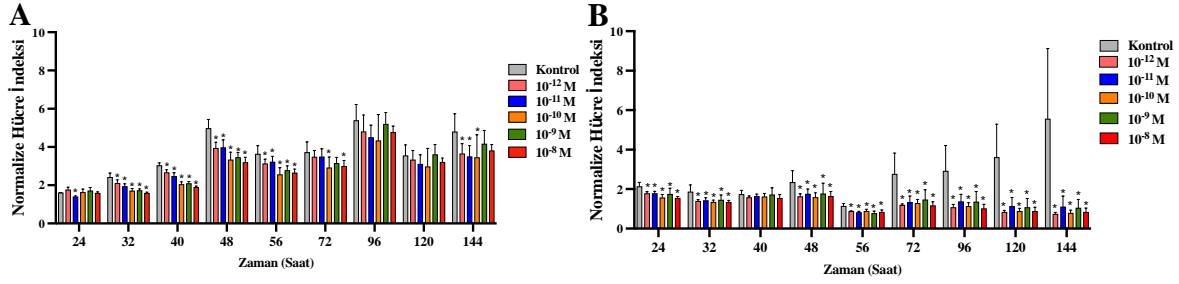 A
Normalize Hücre İndeksi
10
8
6
4
2
0
24 32 40 48 56 72 96 120 144
Zaman (Saat)
Kontrol
10⁻¹² M
10⁻¹¹ M
10⁻¹⁰ M
10⁻⁹ M
10⁻⁸ M
* * * * * * * * * * * * * * * * * * * * * * * * * * * * *
B
Normalize Hücre İndeksi
10
8
6
4
2
0
24 32 40 48 56 72 96 120 144
Zaman (Saat)
Kontrol
10⁻¹² M
10⁻¹¹ M
10⁻¹⁰ M
10⁻⁹ M
10⁻⁸ M